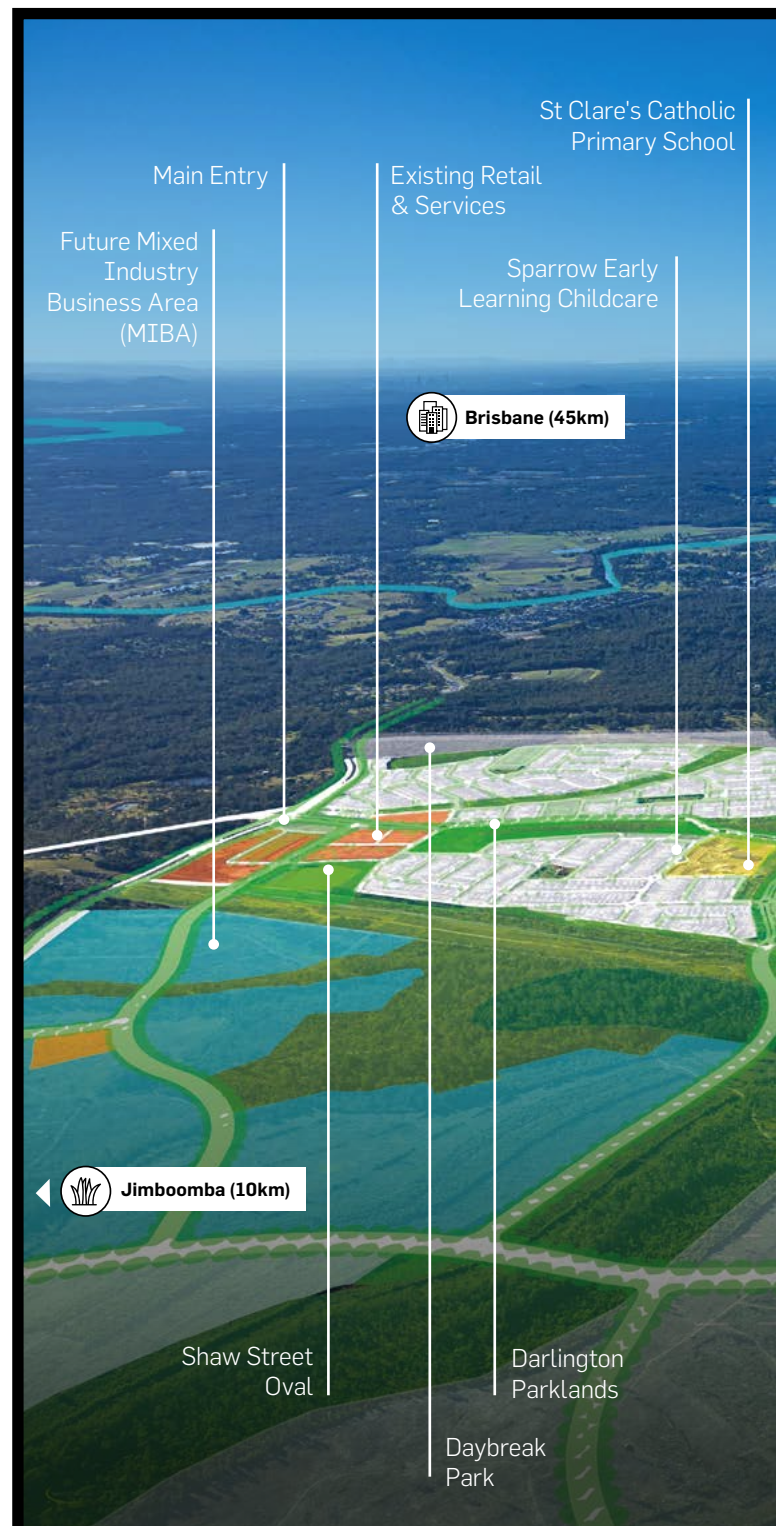 St Clare's Catholic
Primary School
Main Entry
Existing Retail
& Services
Future Mixed
Industry
Business Area
(MIBA)
Sparrow Early
Learning Childcare
Brisbane (45km)
Jimboomba (10km)
Shaw Street
Oval
Darlington
Parklands
Daybreak
Park